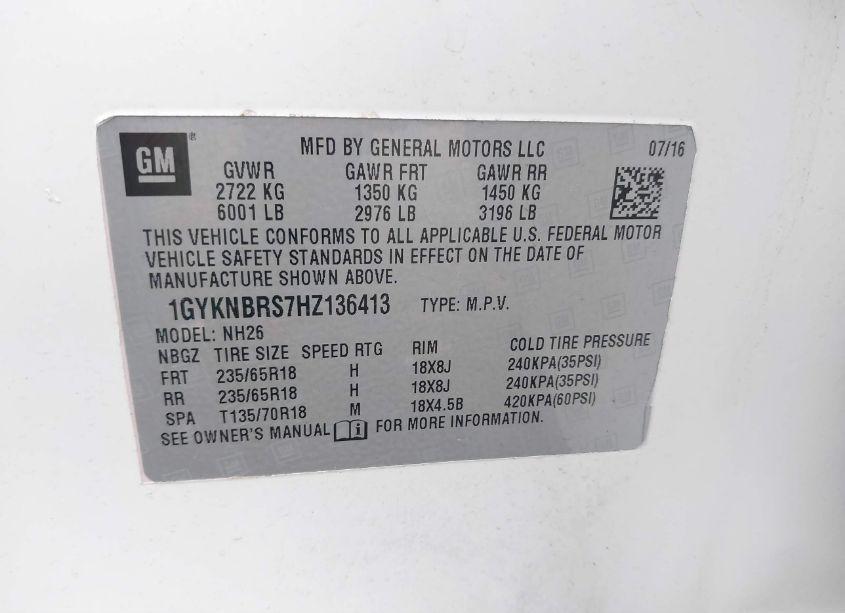 GM
MFD BY GENERAL MOTORS LLC 07/16
GVWR GAWR FRT GAWR RR
2722 KG 1350 KG 1450 KG
6001 LB 2976 LB 3196 LB
THIS VEHICLE CONFORMS TO ALL APPLICABLE U.S. FEDERAL MOTOR
VEHICLE SAFETY STANDARDS IN EFFECT ON THE DATE OF
MANUFACTURE SHOWN ABOVE.
1GYKNBRS7HZ136413 TYPE: M.P.V.
MODEL: NH26
NBGZ TIRE SIZE SPEED RTG RIM COLD TIRE PRESSURE
FRT 235/65R18 H 18X8J 240KPA(35PSI)
RR 235/65R18 H 18X8J 240KPA(35PSI)
SPA T135/70R18 M 18X4.5B 420KPA(60PSI)
SEE OWNER'S MANUAL FOR MORE INFORMATION.